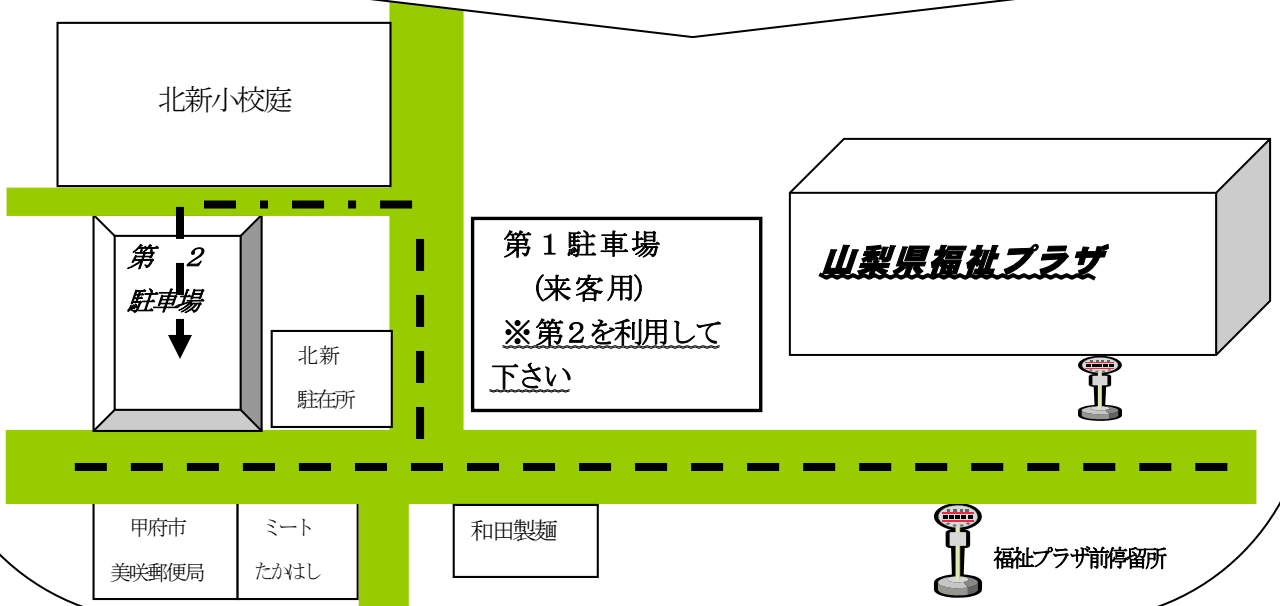 北新小校庭
第　2
駐車場
北新
駐在所
第１駐車場
(来客用)
※第２を利用して
下さい
山梨県福祉プラザ
甲府市
美咲郵便局
ミート
たかはし
和田製麺
福祉プラザ前停留所